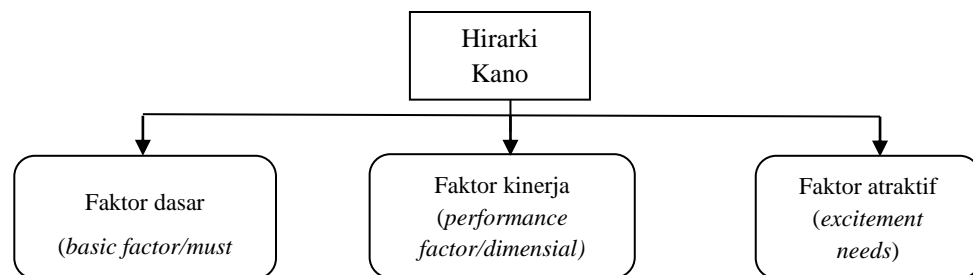 Hirarki
Kano
Faktor dasar
(basic factor/must
Faktor kinerja
(performance
factor/dimensial)
Faktor atraktif
(excitement
needs)